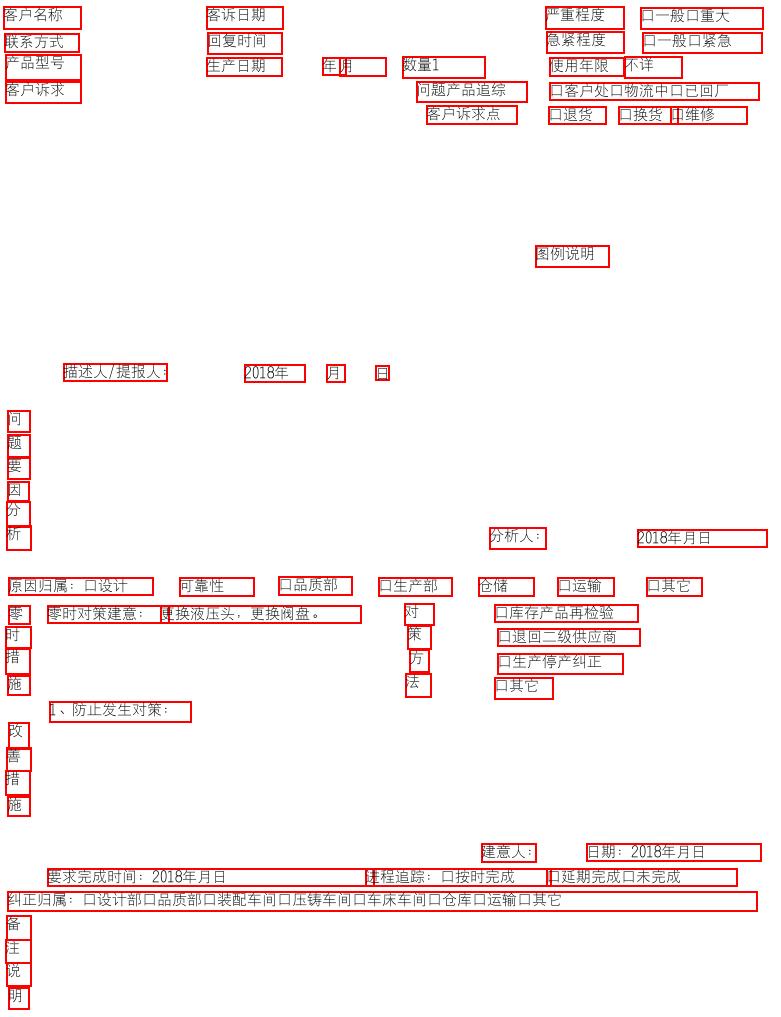 客户名称 客诉日期 严重程度 口一般口重大
联系方式 回复时间 急紧程度 口一般口紧急
产品型号 生产日期 年月 数量1 使用年限 不详
客户诉求 问题产品追综 口客户处口物流中口已回厂
客户诉求点 口退货 口换货 口维修
图例说明
描述人/提报人: 2018年 月 日
问
题
要
因
分
析 分析人: 2018年月日
原因归属: 口设计 可靠性 口品质部 口生产部 仓储 口运输 口其它
零 零时对策建意: 更换液压头,更换阀盘。 对 口库存产品再检验
时 策 口退回二级供应商
措 方 口生产停产纠正
施 法 口其它
1、防止发生对策:
改
善
措
施
建意人: 日期: 2018年月日
要求完成时间: 2018年月日 进程追踪: 口按时完成 口延期完成口未完成
纠正归属: 口设计部口品质部口装配车间口压铸车间口车床车间口仓库口运输口其它
备
注
说
明